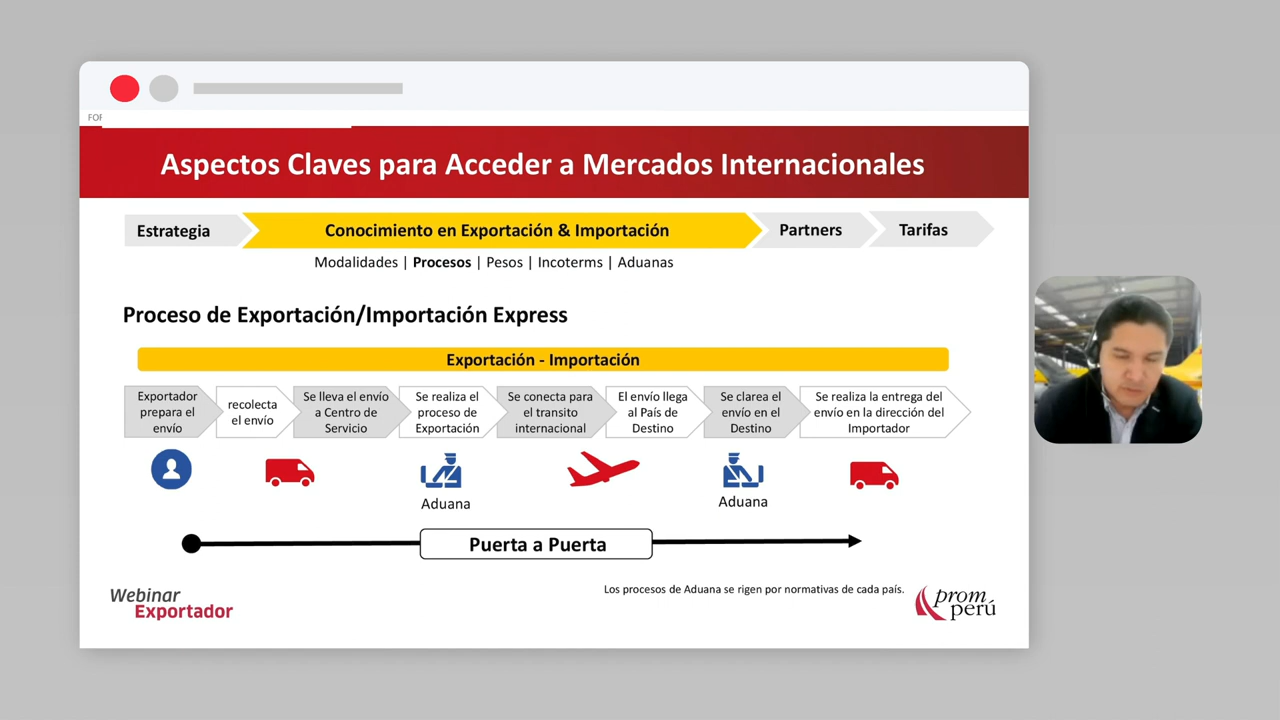 FOR
Aspectos Claves para Acceder a Mercados Internacionales
Estrategia
Conocimiento en Exportación & Importación
Partners
Tarifas
Modalidades | Procesos | Pesos | Incoterms | Aduanas
Proceso de Exportación/Importación Express
Exportación - Importación
Exportador
prepara el
envío
recolecta
el envío
Se lleva el envío
a Centro de
Servicio
Se realiza el
proceso de
Exportación
Se conecta para
el transito
internacional
El envío llega
al País de
Destino
Se clarea el
envío en el
Destino
Se realiza la entrega del
envío en la dirección del
Importador
Aduana
Aduana
Puerta a Puerta
Los procesos de Aduana se rigen por normativas de cada país.
Webinar
Exportador
prom
perú